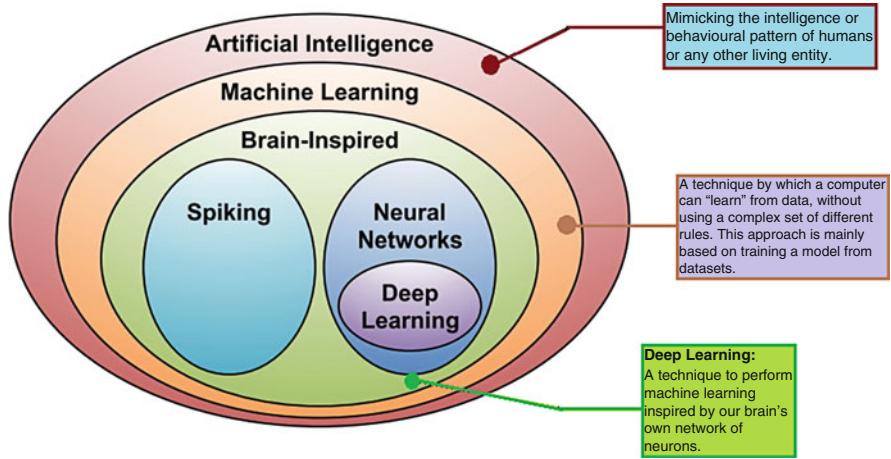 Artificial Intelligence
Machine Learning
Brain-Inspired
Spiking
Neural
Networks
Deep
Learning
Mimicking the intelligence or
behavioural pattern of humans
or any other living entity.
A technique by which a computer
can “learn” from data, without
using a complex set of different
rules. This approach is mainly
based on training a model from
datasets.
Deep Learning:
A technique to perform
machine learning
inspired by our brain’s
own network of
neurons.